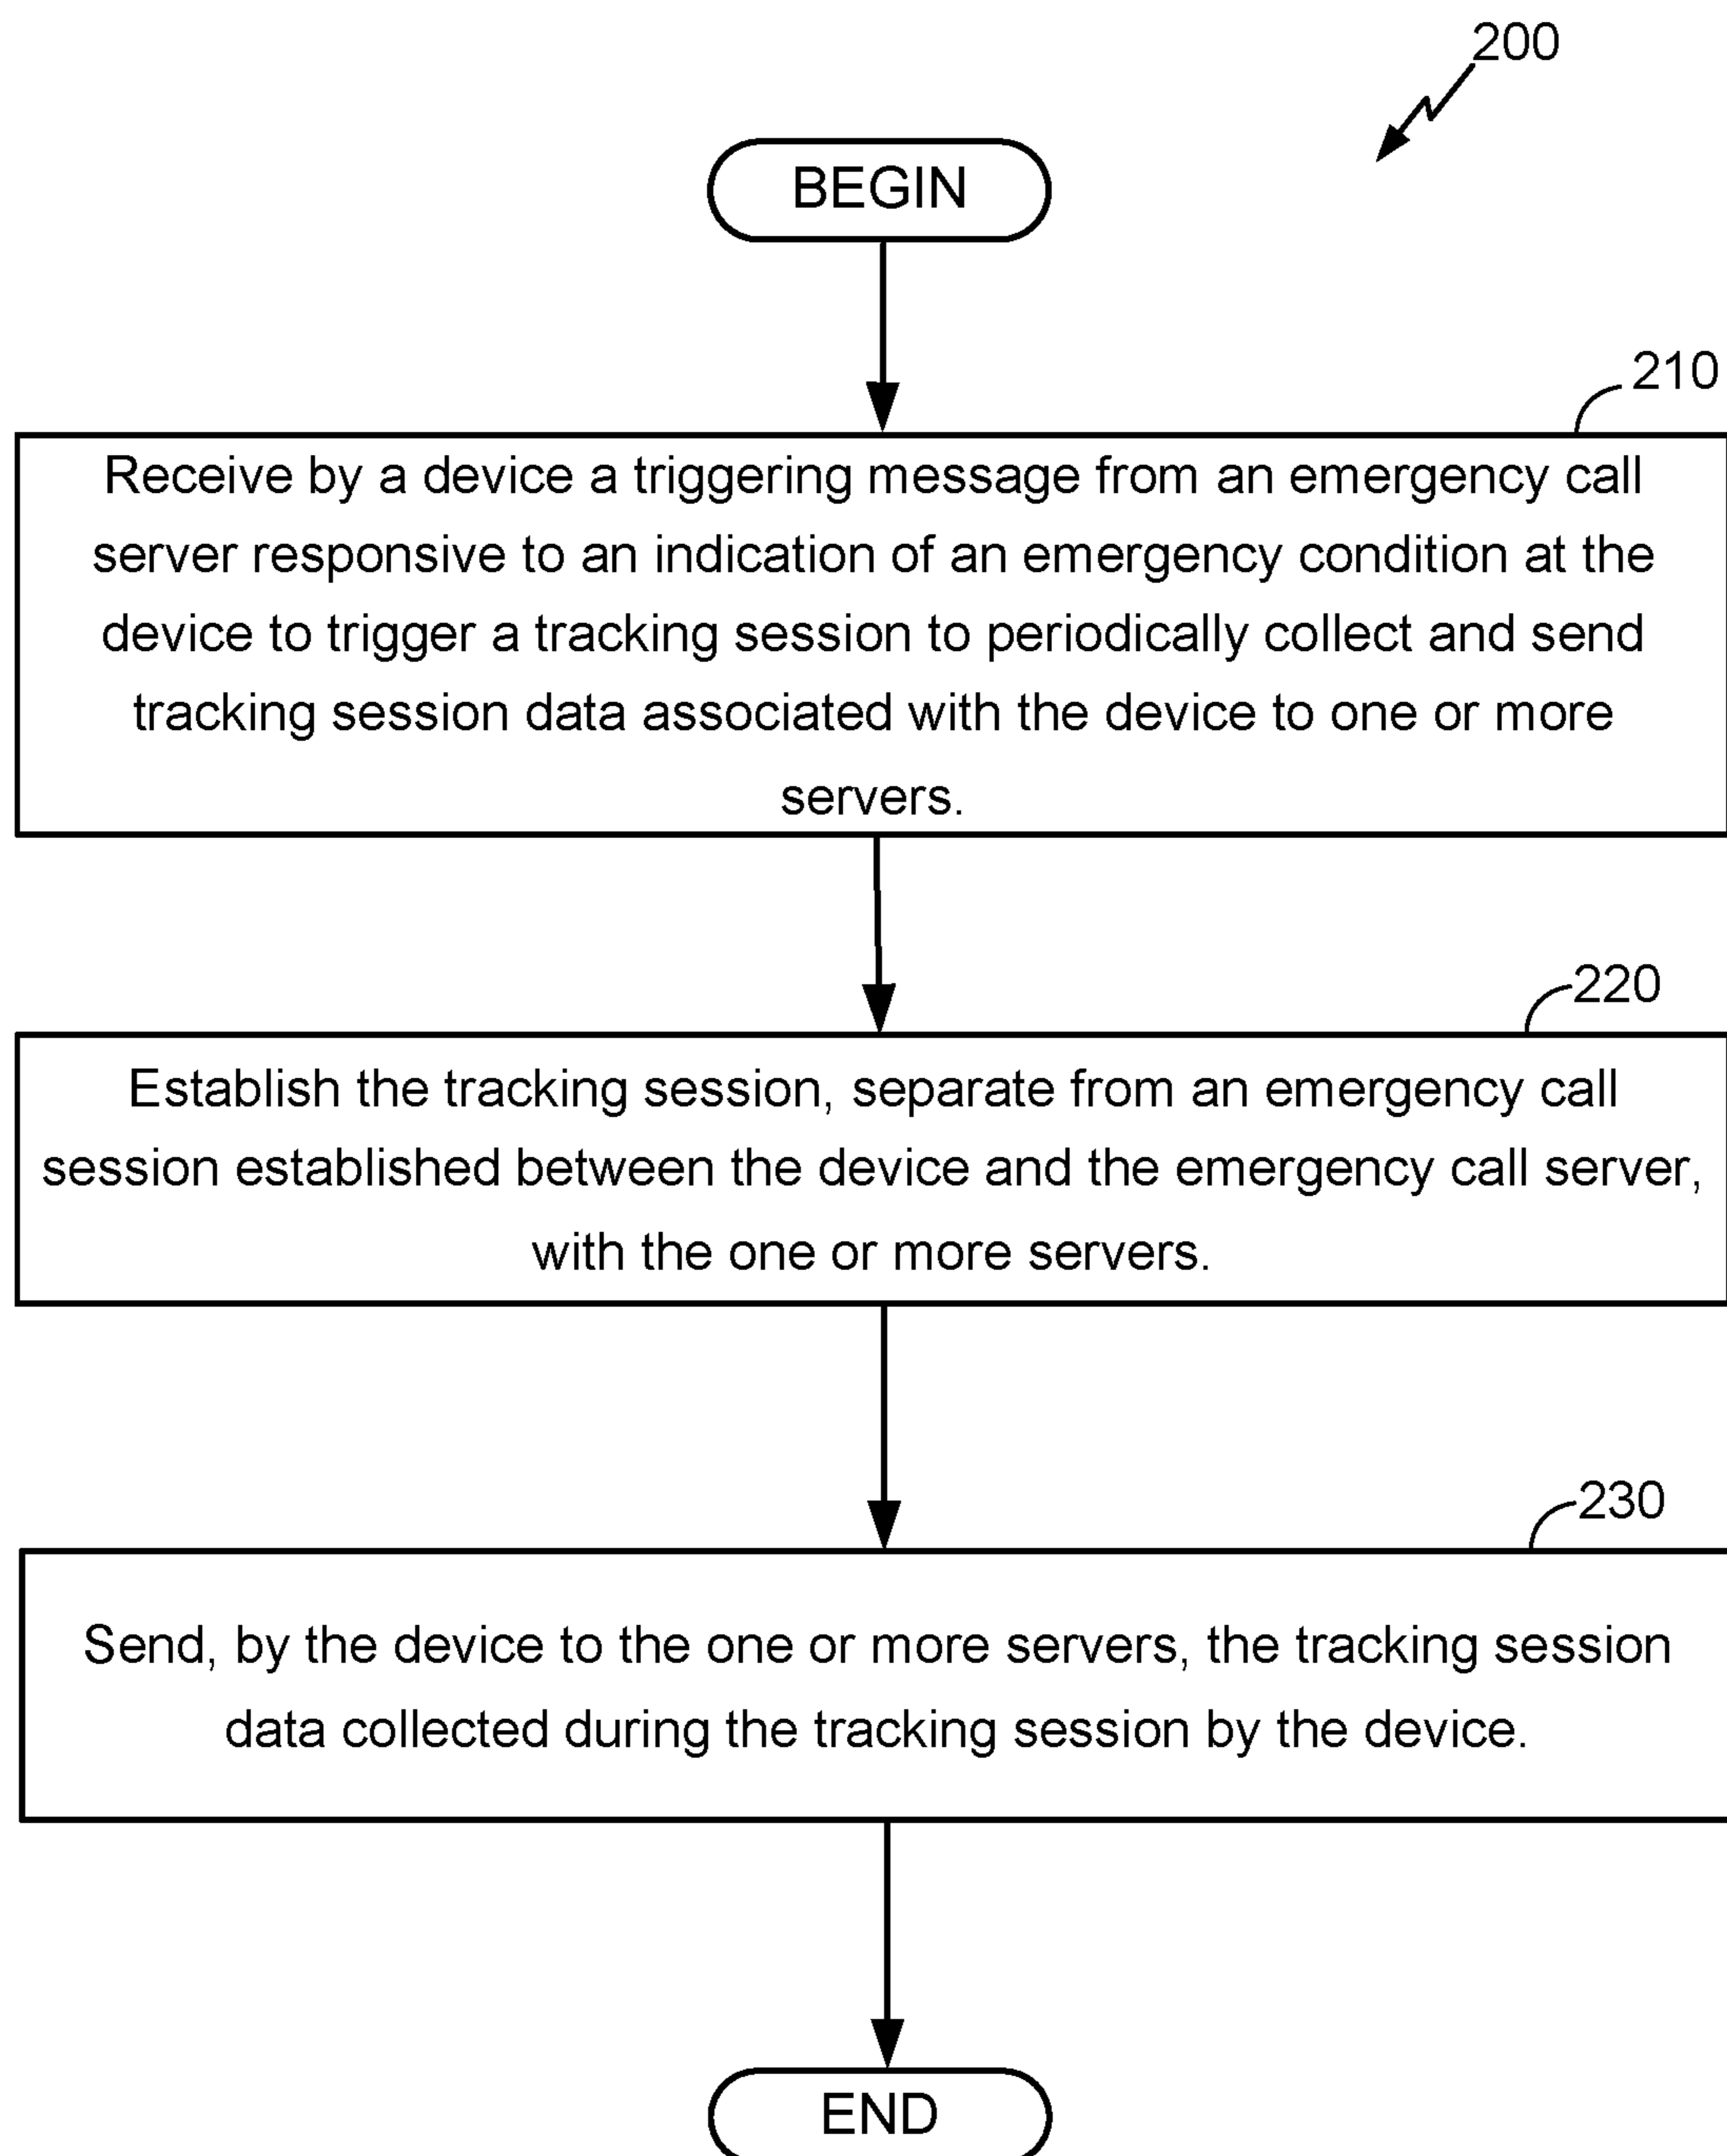 200
BEGIN
210
Receive by a device a triggering message from an emergency call
server responsive to an indication of an emergency condition at the
device to trigger a tracking session to periodically collect and send
tracking session data associated with the device to one or more
servers.
220
Establish the tracking session, separate from an emergency call
session established between the device and the emergency call server,
with the one or more servers.
230
Send, by the device to the one or more servers, the tracking session
data collected during the tracking session by the device.
END